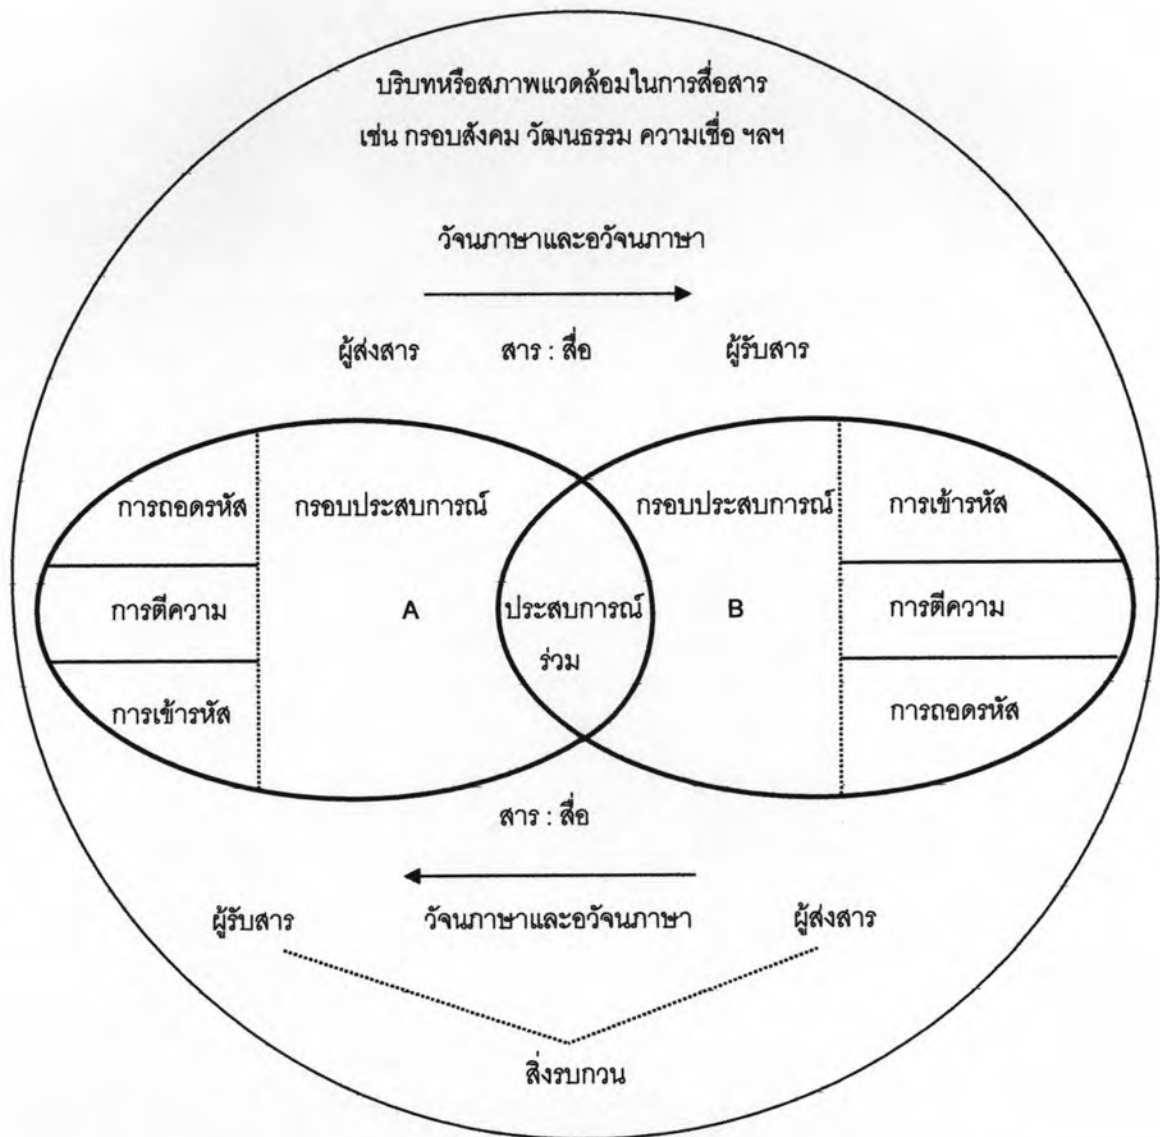 บริบทหรือสภาพแวดล้อมในการสื่อสาร
เช่น กรอบสังคม วัฒนธรรม ความเชื่อ ฯลฯ
วัจนภาษาและอวัจนภาษา
ผู้ส่งสาร สาร : สื่อ ผู้รับสาร
การถอดรหัส กรอบประสบการณ์ กรอบประสบการณ์ การเข้ารหัส
การตีความ A ประสบการณ์ B การตีความ
ร่วม
การเข้ารหัส การถอดรหัส
สาร : สื่อ
ผู้รับสาร วัจนภาษาและอวัจนภาษา ผู้ส่งสาร
สิ่งรบกวน